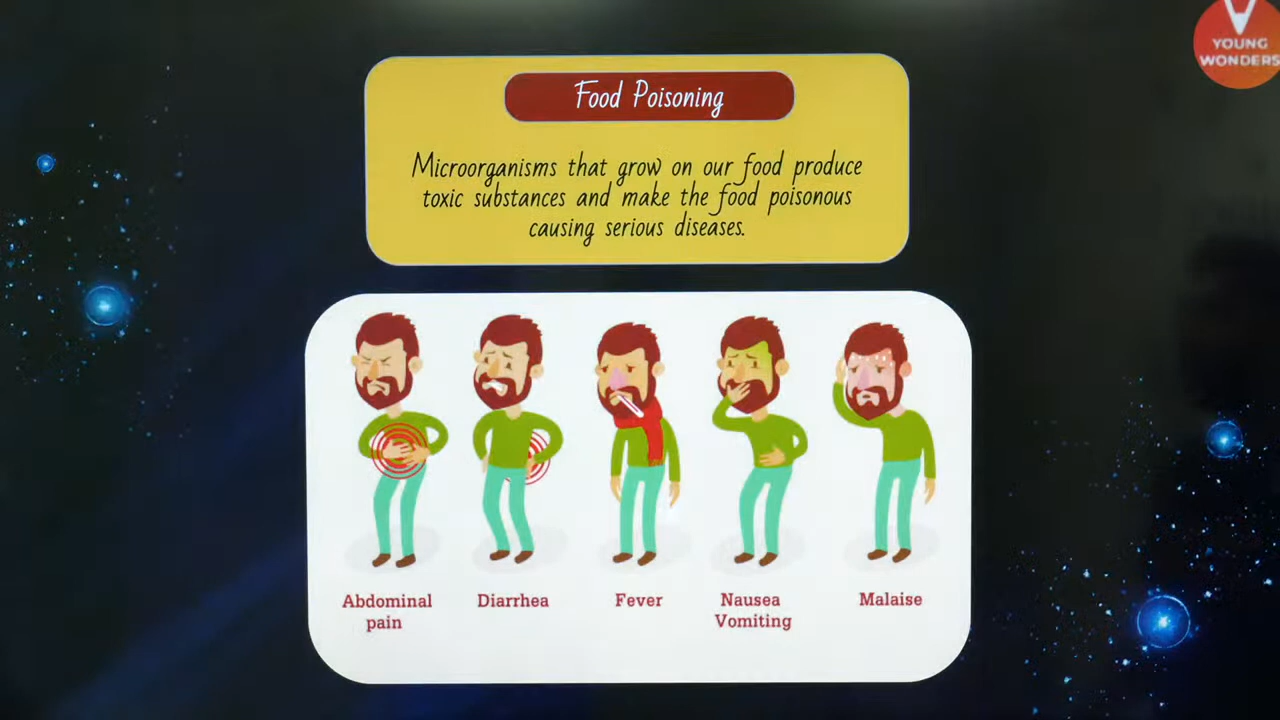 YOUNG
WONDERS
Food Poisoning
Microorganisms that grow on our food produce
toxic substances and make the food poisonous
causing serious diseases.
Abdominal
pain
Diarrhea
Fever
Nausea
Vomiting
Malaise